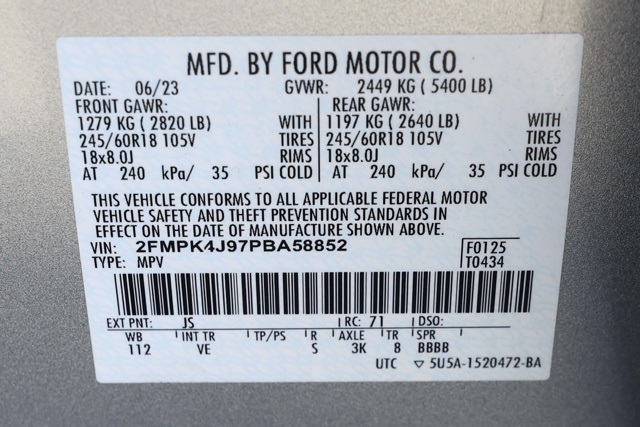 MFD. BY FORD MOTOR CO.
DATE: 06/23 GVWR: 2449 KG ( 5400 LB)
FRONT GAWR: REAR GAWR:
1279 KG ( 2820 LB) WITH 1197 KG ( 2640 LB) WITH
245/60R18 105V TIRES 245/60R18 105V TIRES
18x8.0J RIMS 18x8.0J RIMS
AT 240 kPa/ 35 PSI COLD AT 240 kPa/ 35 PSI COLD
THIS VEHICLE CONFORMS TO ALL APPLICABLE FEDERAL MOTOR
VEHICLE SAFETY AND THEFT PREVENTION STANDARDS IN
EFFECT ON THE DATE OF MANUFACTURE SHOWN ABOVE.
VIN: 2FMPK4J97PBA58852 F0125
TYPE: MPV T0434
EXT PNT: JS RC: 71 DSO:
WB INT TR TP/PS R AXLE TR SPR
112 VE S 3K 8 BBBB
UTC ▽ 5U5A-1520472-BA